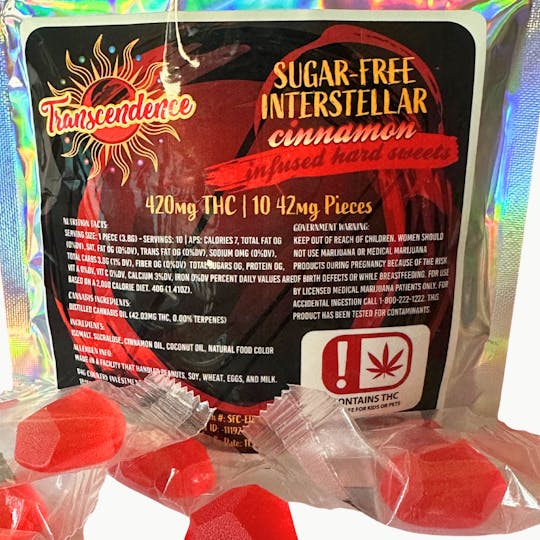 Transcendence
SUGAR-FREE
INTERSTELLAR
cinnamon
infused hard sweets
420mg THC | 10 42mg Pieces
NUTRITION FACTS:
SERVING SIZE: 1 PIECE (3.8G) - SERVINGS: 10 | APS: CALORIES 7, TOTAL FAT 0G
(0%DV), SAT. FAT 0G (0%DV), TRANS FAT 0G (0%DV), SODIUM 0MG (0%DV),
TOTAL CARBS 3.8G (1% DV), FIBER 0G (0%DV) TOTAL SUGARS 0G, PROTEIN 0G,
VIT A 0%DV, VIT C 0%DV, CALCIUM 3%DV, IRON 0%DV PERCENT DAILY VALUES ARE
BASED ON A 2,000 CALORIE DIET. 40G (1.41OZ).
CANNABIS INGREDIENTS:
DISTILLED CANNABIS OIL (42.03MG THC, 0.00% TERPENES)
INGREDIENTS:
ISOMALT, SUCRALOSE, CINNAMON OIL, COCONUT OIL, NATURAL FOOD COLOR
ALLERGEN INFO:
MADE IN A FACILITY THAT HANDLED PEANUTS, SOY, WHEAT, EGGS, AND MILK.
GOVERNMENT WARNING:
KEEP OUT OF REACH OF CHILDREN. WOMEN SHOULD
NOT USE MARIJUANA OR MEDICAL MARIJUANA
PRODUCTS DURING PREGNANCY BECAUSE OF THE RISK
OF BIRTH DEFECTS OR WHILE BREASTFEEDING. FOR USE
BY LICENSED MEDICAL MARIJUANA PATIENTS ONLY. FOR
ACCIDENTAL INGESTION CALL 1-800-222-1222. THIS
PRODUCT HAS BEEN TESTED FOR CONTAMINANTS.
!
CONTAINS THC
FOR KIDS OR PETS